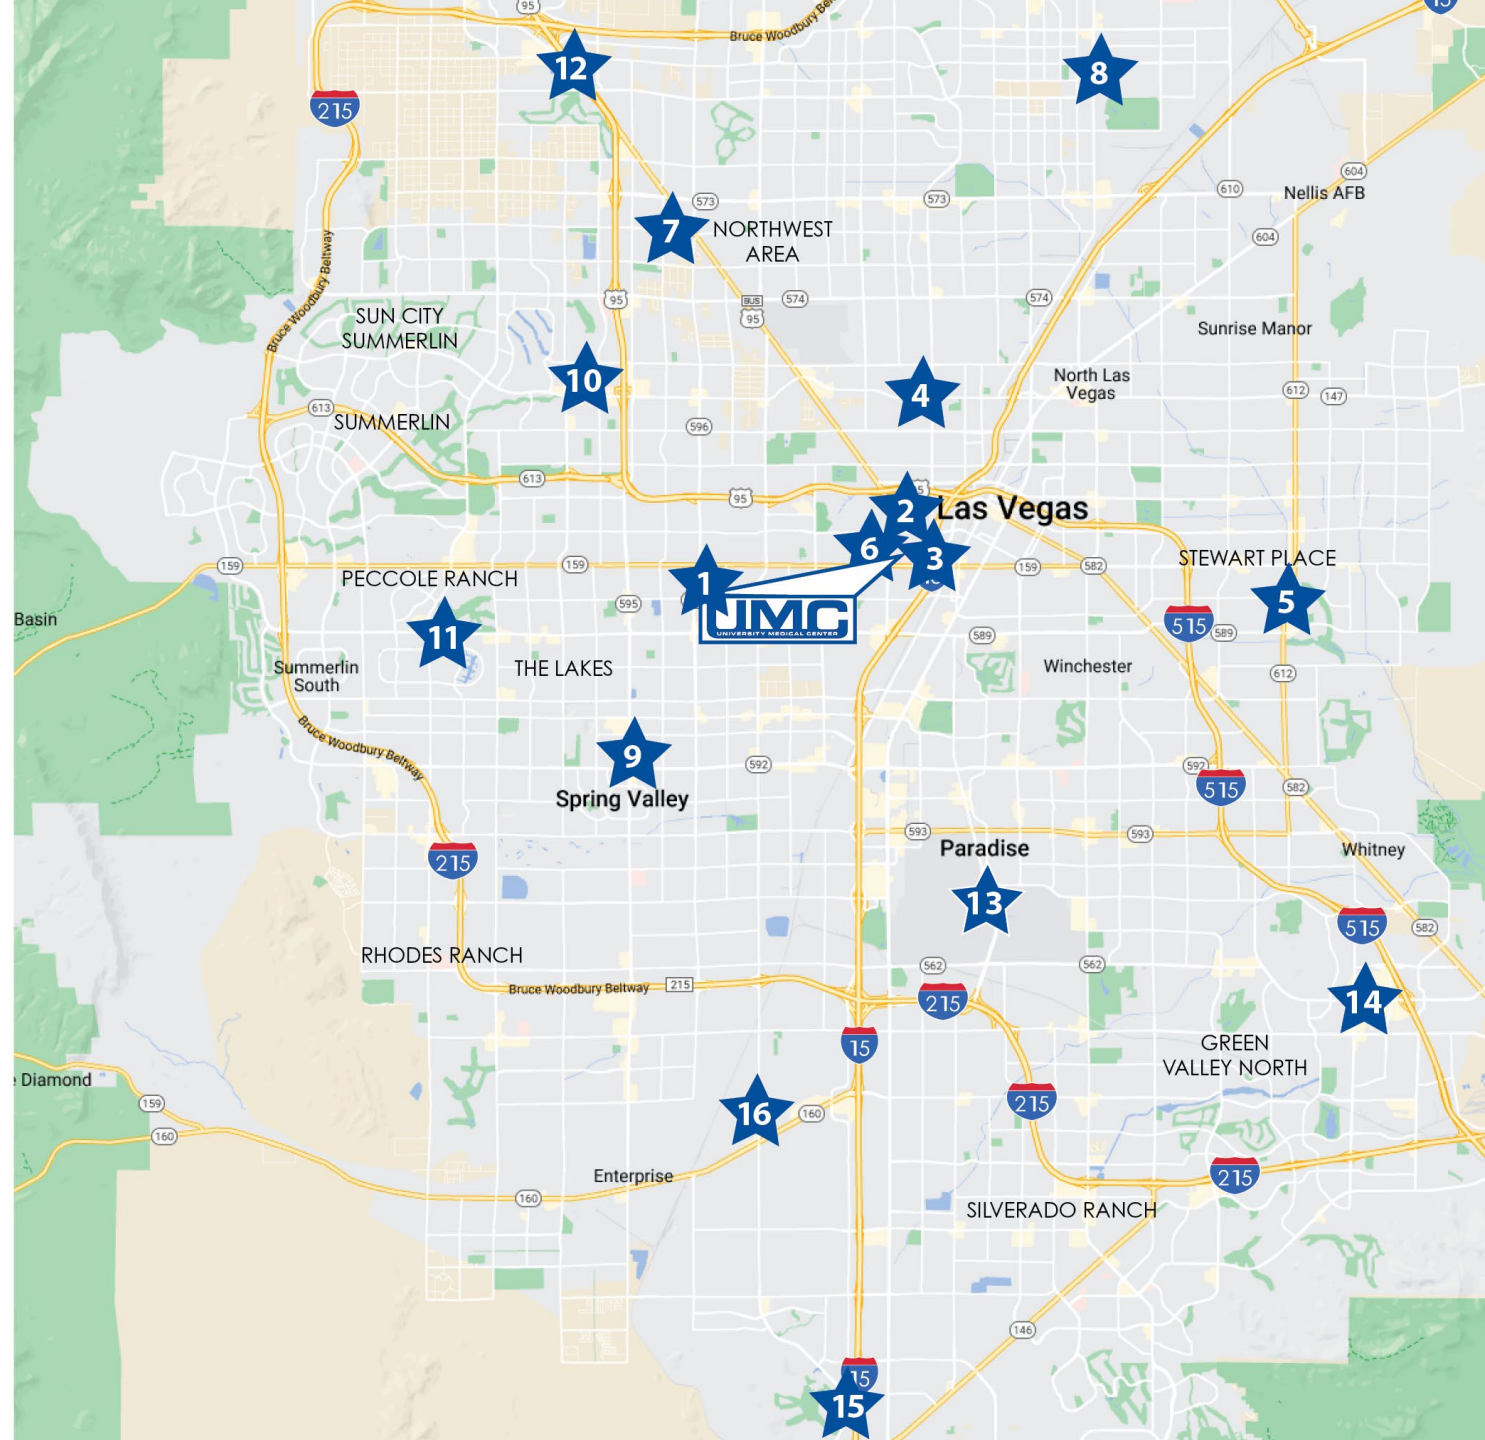 95
15
Bruce Woodbury Bel
12
8
215
604
610
Nellis AFB
573
573
7
NORTHWEST
AREA
604
Bruce Woodbury Beltway
95
BUS
95
574
574
SUN CITY
SUMMERLIN
Sunrise Manor
10
4
North Las
Vegas
612
147
613
SUMMERLIN
596
613
95
2
Las Vegas
6
3
STEWART PLACE
159
159
159
582
PECCOLE RANCH
1
595
5
UMC
UNIVERSITY MEDICAL CENTER
Basin
11
515
589
589
Summerlin
South
THE LAKES
Winchester
612
Bruce Woodbury Beltway
9
592
592
515
582
Spring Valley
593
593
Paradise
Whitney
215
13
515
582
RHODES RANCH
562
562
Bruce Woodbury Beltway
215
215
14
15
GREEN
VALLEY NORTH
Diamond
159
160
16
160
215
Enterprise
160
215
SILVERADO RANCH
146
15
15